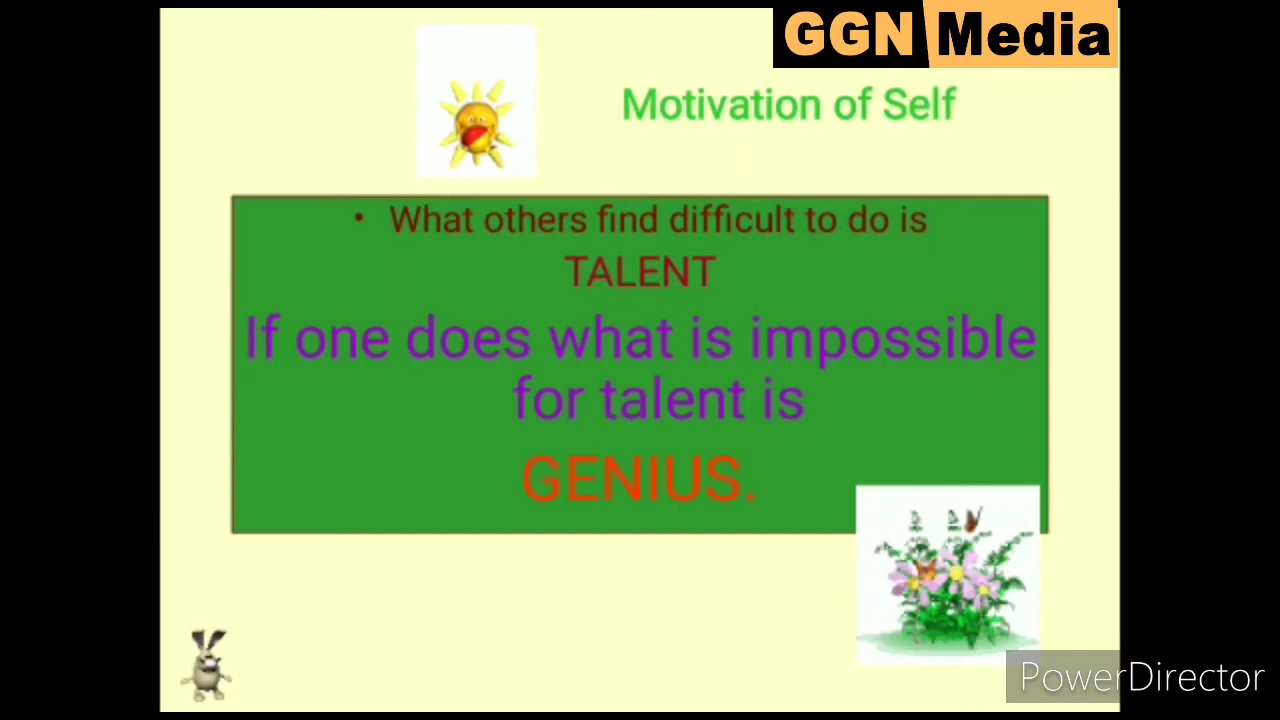 GGN Media
Motivation of Self
• What others find difficult to do is
TALENT
If one does what is impossible
for talent is
GENIUS.
PowerDirector